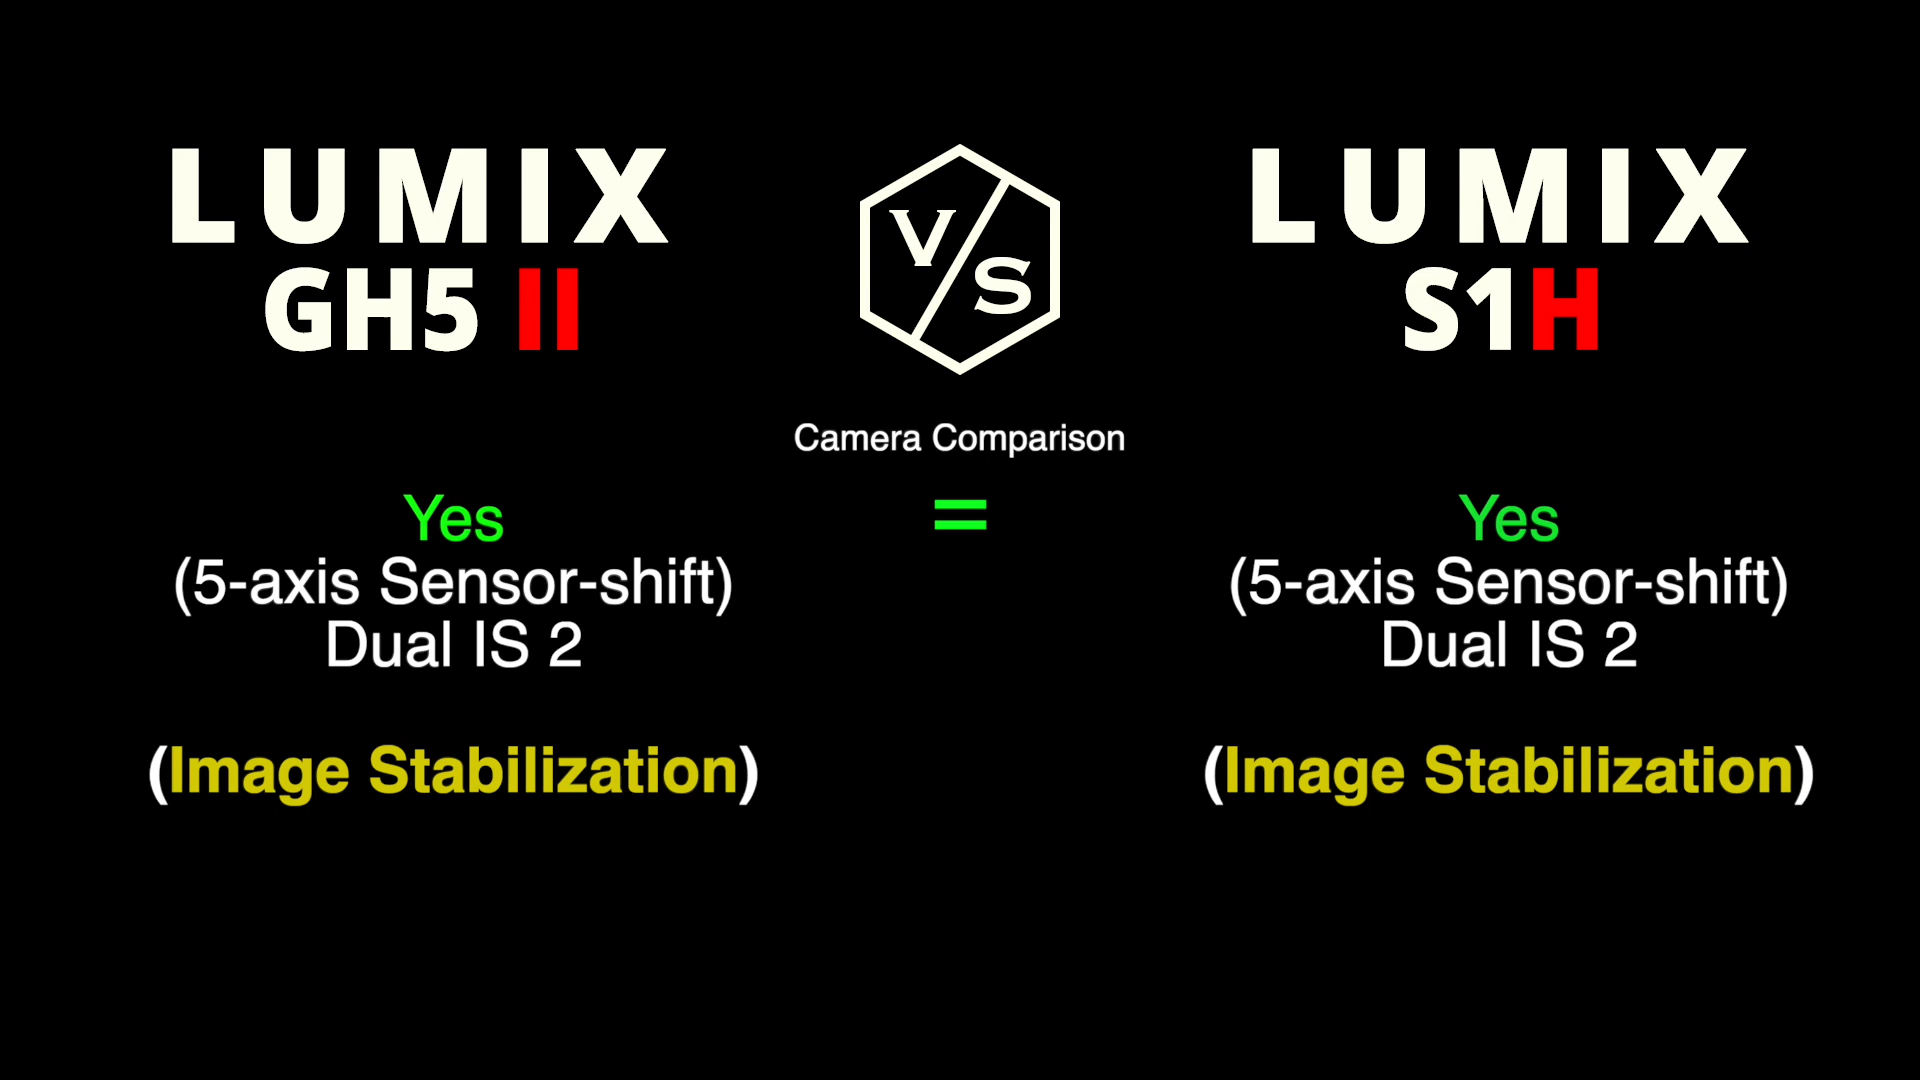 LUMIX
GH5 II
VS
LUMIX
S1H
Camera Comparison
Yes
(5-axis Sensor-shift)
Dual IS 2
(Image Stabilization)
=
Yes
(5-axis Sensor-shift)
Dual IS 2
(Image Stabilization)